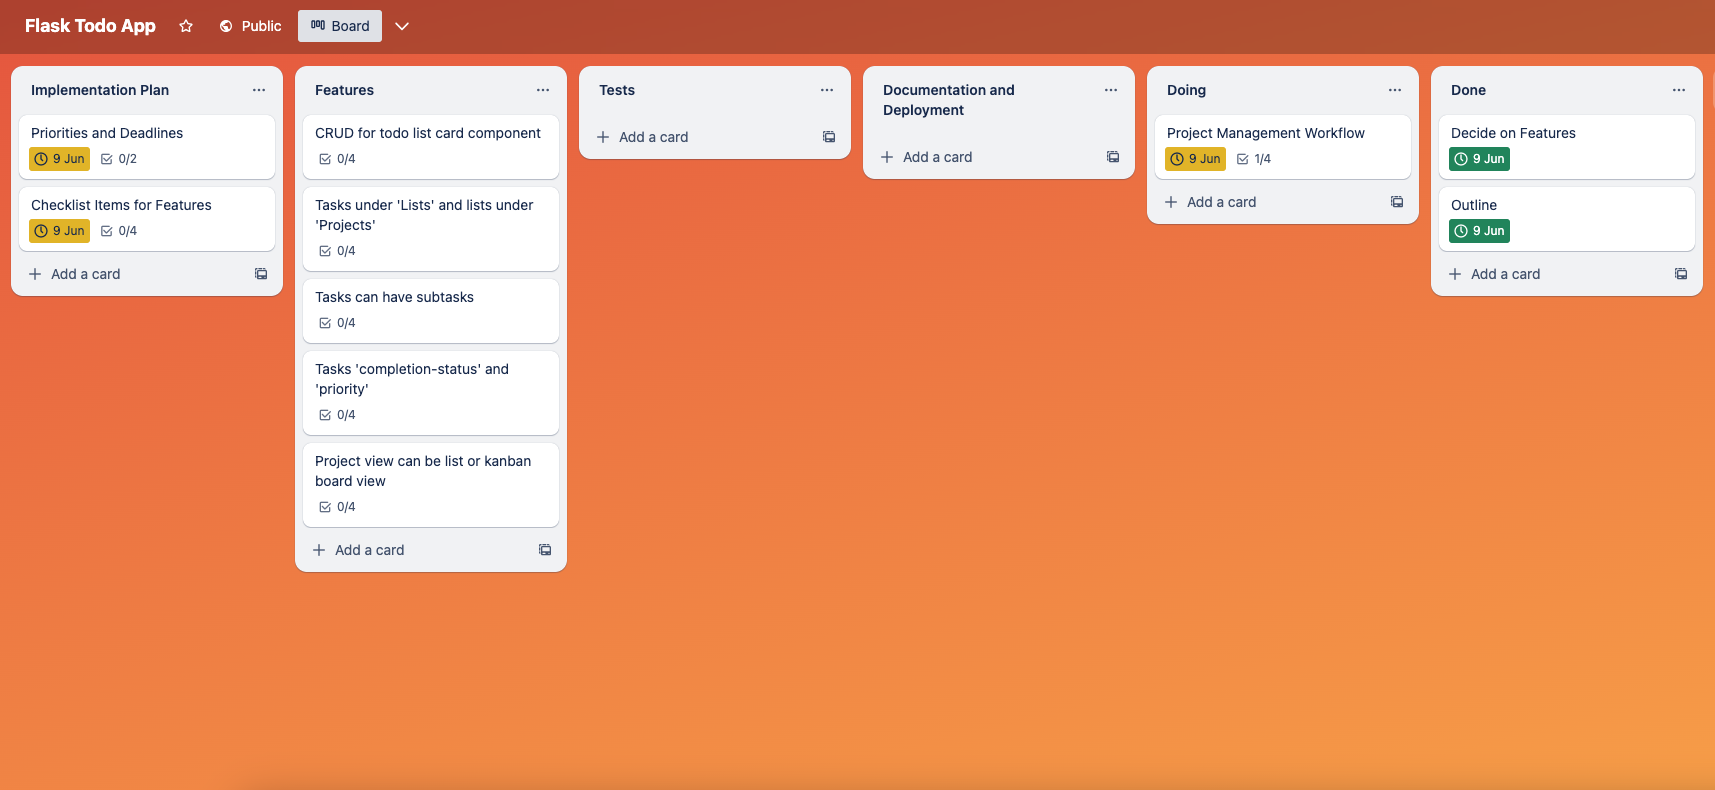 Flask Todo App
Public
Board
Implementation Plan
Priorities and Deadlines
9 Jun 0/2
Checklist Items for Features
9 Jun 0/4
Add a card
Features
CRUD for todo list card component
0/4
Tasks under 'Lists' and lists under
'Projects'
0/4
Tasks can have subtasks
0/4
Tasks 'completion-status' and
'priority'
0/4
Project view can be list or kanban
board view
0/4
Add a card
Tests
Add a card
Documentation and
Deployment
Add a card
Doing
Project Management Workflow
9 Jun 1/4
Add a card
Done
Decide on Features
9 Jun
Outline
9 Jun
Add a card